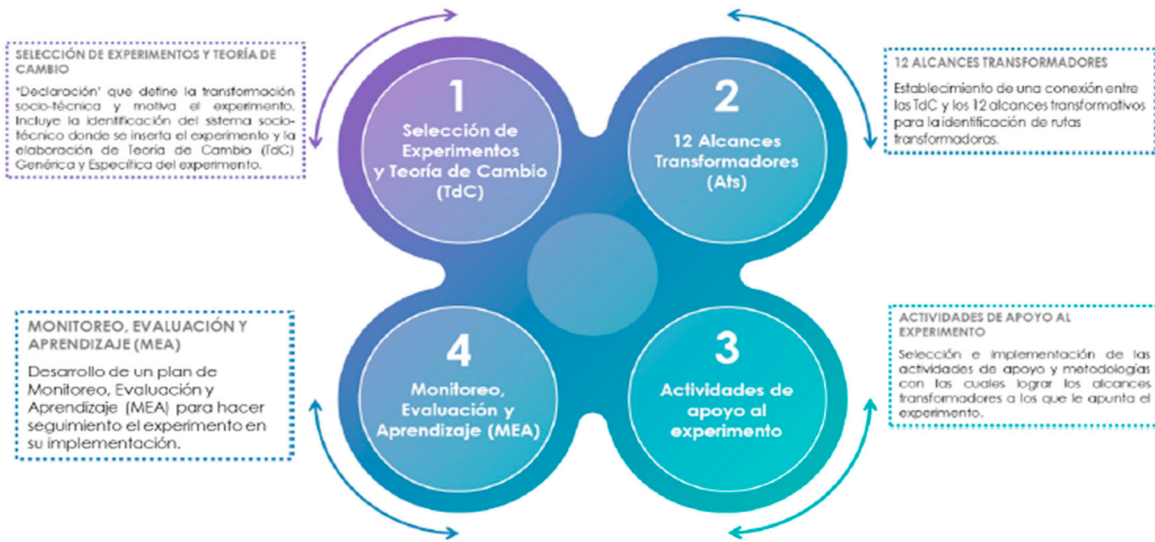 SELECCIÓN DE EXPERIMENTOS Y TEORÍA DE
CAMBIO
"Declaración" que define la transformación
socio-técnica y motiva el experimento.
Incluye la identificación del sistema socio-
técnico donde se inserta el experimento y la
elaboración de Teoría de Cambio (TdC)
Genérica y Específica del experimento.
1
Selección de
Experimentos
y Teoría de Cambio
(TdC)
2
12 Alcances
Transformadores
(Ats)
12 ALCANCES TRANSFORMADORES
Establecimiento de una conexión entre
las TdC y los 12 alcances transformativos
para la identificación de rutas
transformadoras.
MONITOREO, EVALUACIÓN Y
APRENDIZAJE (MEA)
Desarrollo de un plan de
Monitoreo, Evaluación y
Aprendizaje (MEA) para hacer
seguimiento el experimento en
su implementación.
4
Monitoreo,
Evaluación y
Aprendizaje (MEA)
3
Actividades de
apoyo al
experimento
ACTIVIDADES DE APOYO AL
EXPERIMENTO
Selección e implementación de las
actividades de apoyo y metodologías
con las cuales lograr los alcances
transformadores a los que le apunta el
experimento.